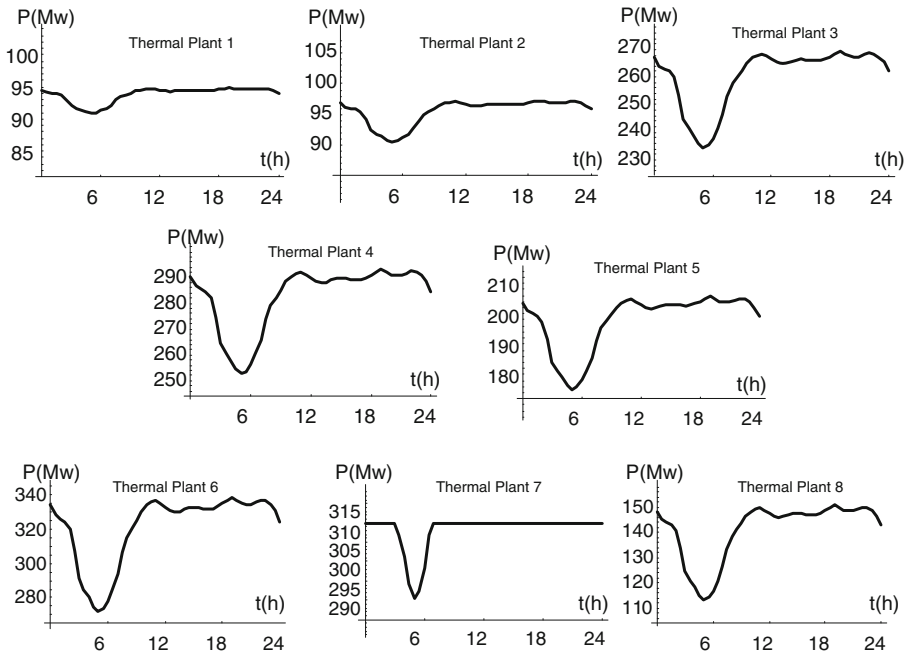 P(Mw)
Thermal Plant 1
100
95
90
85
t(h)
6 12 18 24
P(Mw)
Thermal Plant 2
105
100
95
90
t(h)
6 12 18 24
P(Mw)
Thermal Plant 3
270
260
250
240
230
t(h)
6 12 18 24
P(Mw)
Thermal Plant 4
290
280
270
260
250
t(h)
6 12 18 24
P(Mw)
Thermal Plant 5
210
200
190
180
t(h)
6 12 18 24
P(Mw)
Thermal Plant 6
340
320
300
280
t(h)
6 12 18 24
P(Mw)
Thermal Plant 7
315
310
305
300
295
290
t(h)
6 12 18 24
P(Mw)
Thermal Plant 8
150
140
130
120
110
t(h)
6 12 18 24